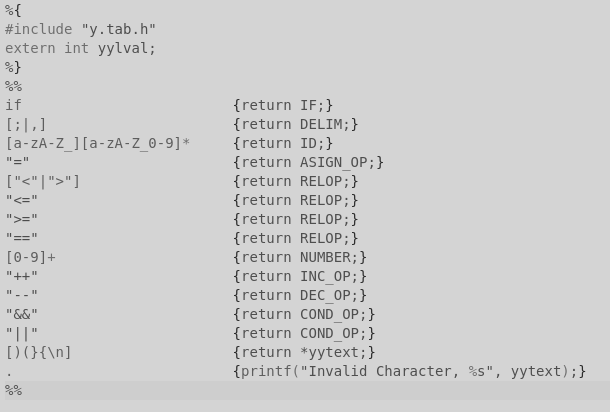 %{
#include "y.tab.h"
extern int yylval;
%}
%%
if                         {return IF;}
[;|,]                      {return DELIM;}
[a-zA-Z_][a-zA-Z_0-9]*     {return ID;}
"="                        {return ASIGN_OP;}
["<"|">"]                  {return RELOP;}
"<="                       {return RELOP;}
">="                       {return RELOP;}
"=="                       {return RELOP;}
[0-9]+                     {return NUMBER;}
"++"                       {return INC_OP;}
"--"                       {return DEC_OP;}
"&&"                       {return COND_OP;}
"||"                       {return COND_OP;}
[)(}{\n]                   {return *yytext;}
.                          {printf("Invalid Character, %s", yytext);}
%%